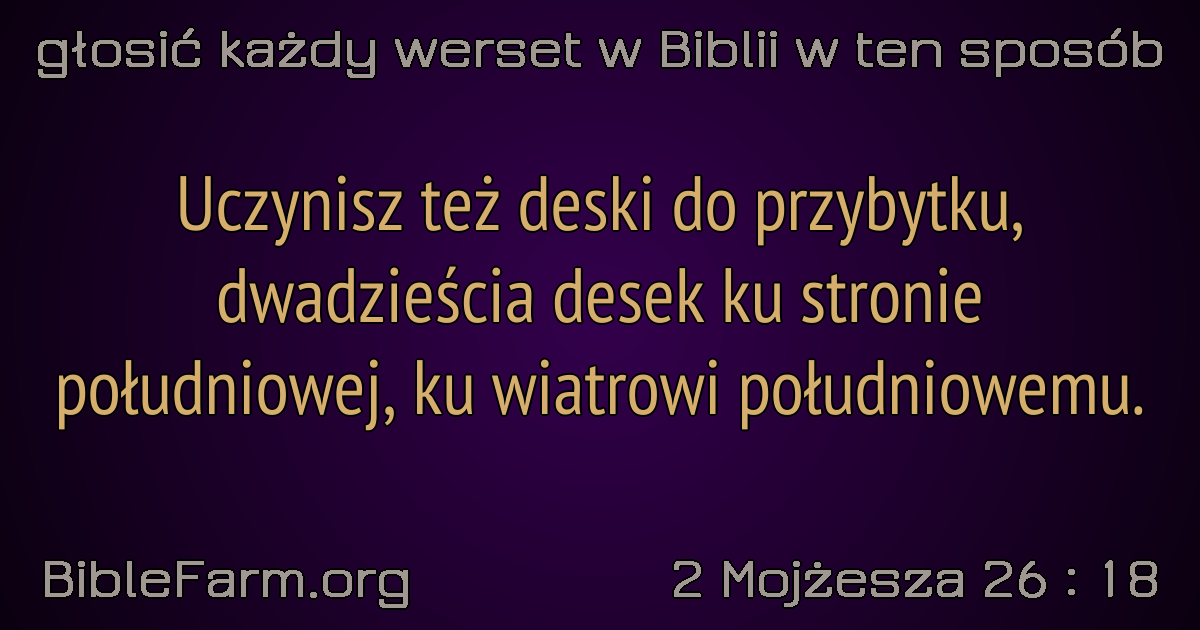 głosić każdy werset w Biblii w ten sposób
Uczynisz też deski do przybytku,
dwadzieścia desek ku stronie
południowej, ku wiatrowi południowemu.
BibleFarm.org
2 Mojżesza 26 : 18